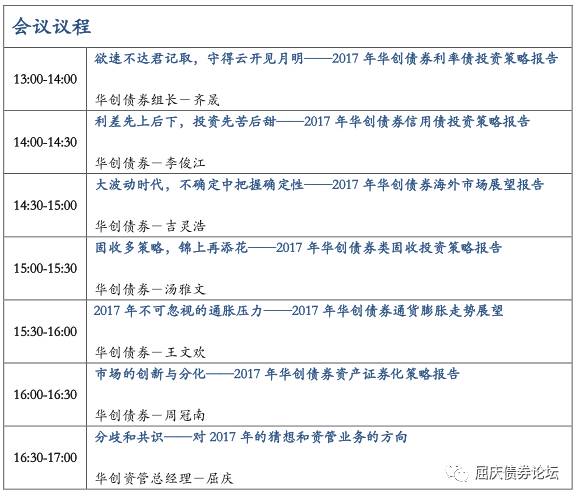 会议议程
13:00-14:00
欲速不达君记取，守得云开见月明——2017 年华创债券利率债投资策略报告
华创债券组长－齐晟
14:00-14:30
利差先上后下，投资先苦后甜——2017 年华创债券信用债投资策略报告
华创债券－李俊江
14:30-15:00
大波动时代，不确定中把握确定性——2017 年华创债券海外市场展望报告
华创债券－吉灵浩
15:00-15:30
固收多策略，锦上再添花——2017 年华创债券类固收投资策略报告
华创债券－汤雅文
15:30-16:00
2017 年不可忽视的通胀压力——2017 年华创债券通货膨胀走势展望
华创债券－王文欢
16:00-16:30
市场的创新与分化——2017 年华创债券资产证券化策略报告
华创债券－周冠南
16:30-17:00
分歧和共识——对 2017 年的猜想和资管业务的方向
华创资管总经理－屈庆
屈庆债券论坛